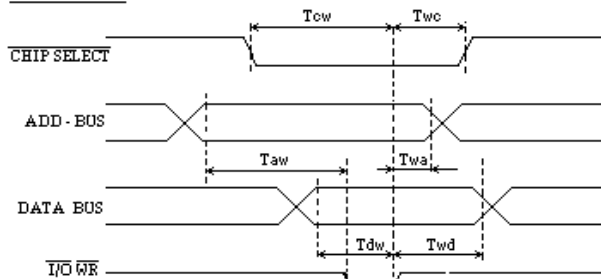 Tcw Twc
CHIP SELECT
ADD - BUS
Taw Twa
DATA BUS
Tdw Twd
I/O WR